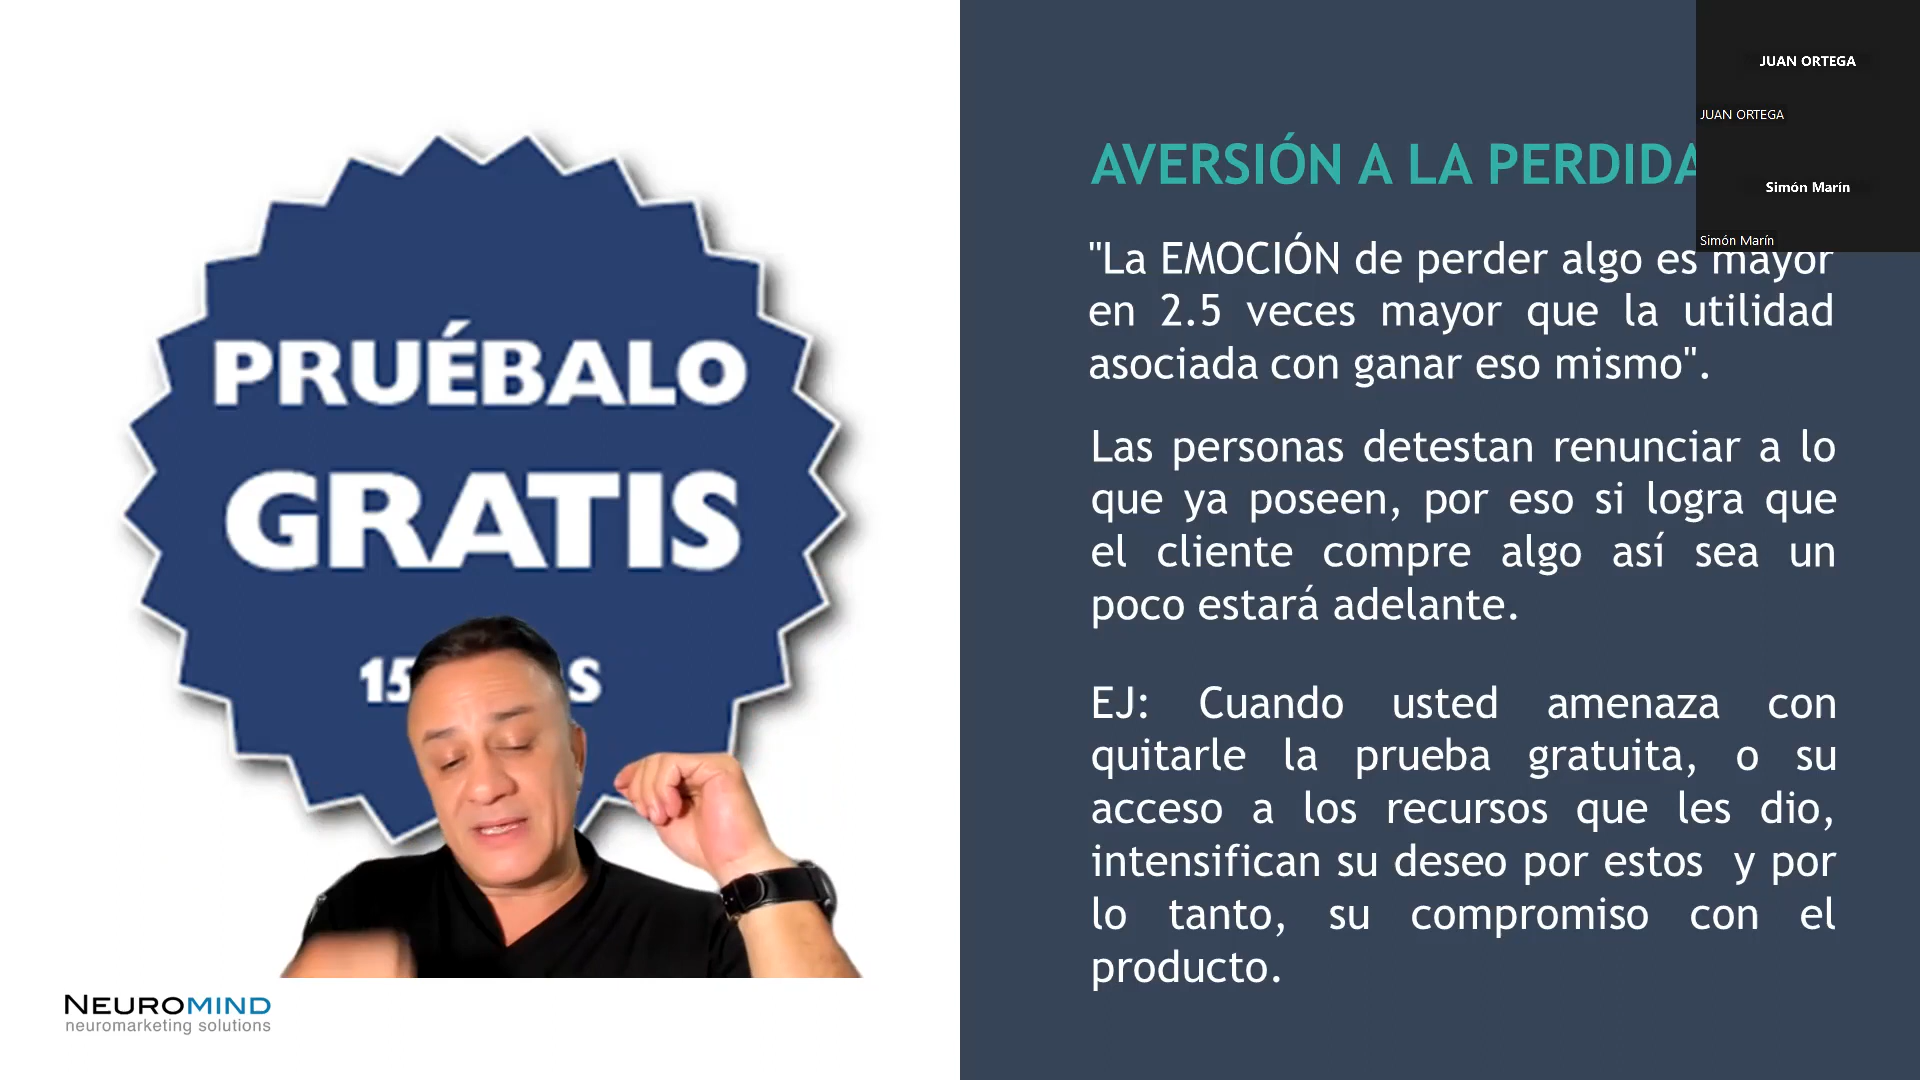 PRUÉBALO
GRATIS
15
S
NEUROMIND
neuromarketing solutions
AVERSIÓN A LA PERDIDA
"La EMOCIÓN de perder algo es mayor
en 2.5 veces mayor que la utilidad
asociada con ganar eso mismo".
Las personas detestan renunciar a lo
que ya poseen, por eso si logra que
el cliente compre algo así sea un
poco estará adelante.
EJ: Cuando usted amenaza con
quitarle la prueba gratuita, o su
acceso a los recursos que les dio,
intensifican su deseo por estos y por
lo tanto, su compromiso con el
producto.
JUAN ORTEGA
JUAN ORTEGA
Simón Marín
Simón Marín